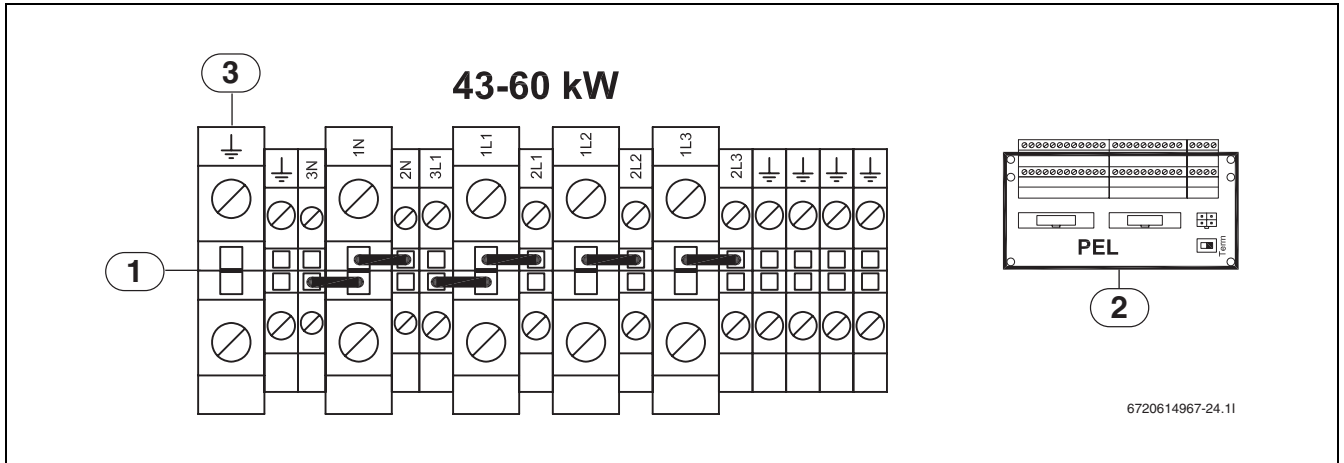 3
43-60 kW
3N
1N
2N
3L1
1L1
2L1
1L2
2L2
1L3
2L3
1
PEL
Term
2
6720614967-24.1I